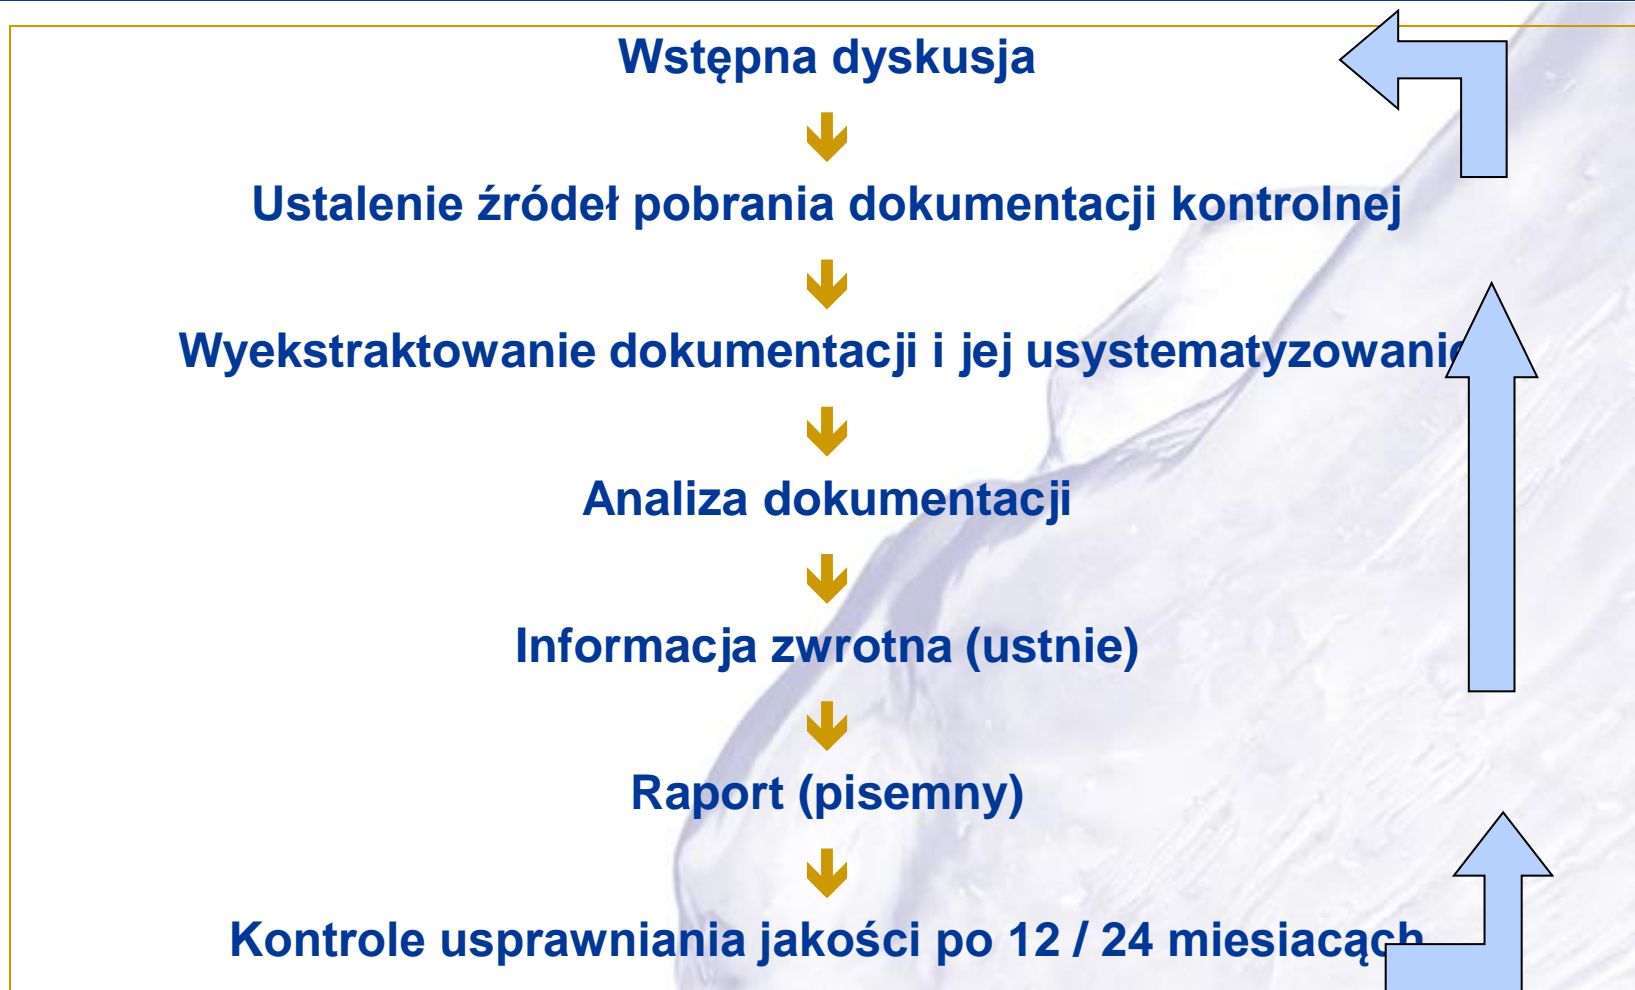 Wstępna dyskusja
Ustalenie źródeł pobrania dokumentacji kontrolnej
Wyekstraktowanie dokumentacji i jej usystematyzowanie
Analiza dokumentacji
Informacja zwrotna (ustnie)
Raport (pisemny)
Kontrole usprawniania jakości po 12 / 24 miesiacąch